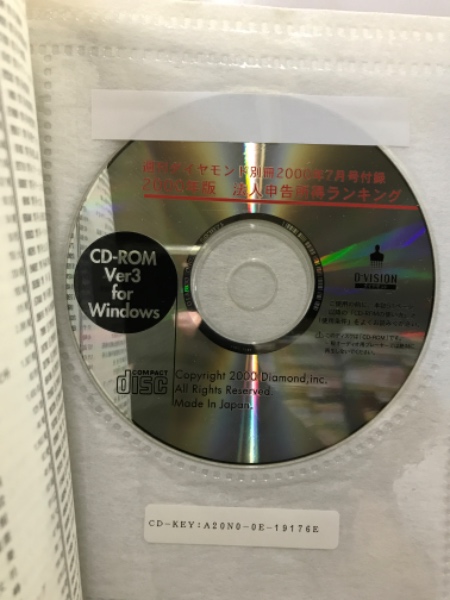 週刊ダイヤモンド別冊2000年7月号付録
2000年版 法人申告所得ランキング
CD-ROM
Ver3
for
Windows
D-VISION
COMPACT
disc
Copyright 2000 Diamond,inc.
All Rights Reserved
Made In Japan.
CD-KEY:A20N0-0E-19176E